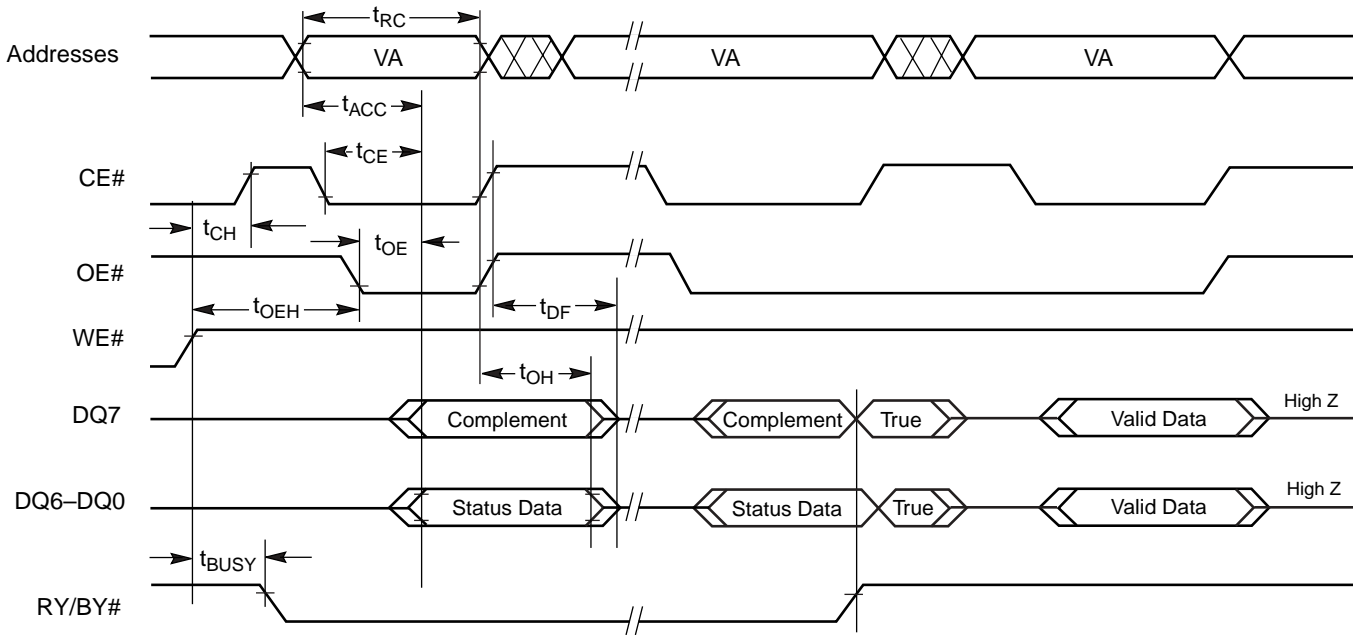 tRC
Addresses VA VA VA
tACC
tCE
CE#
tCH tOE
OE#
tOEH tDF
WE#
tOH
DQ7 Complement Complement True Valid Data High Z
DQ6–DQ0 Status Data Status Data True Valid Data High Z
tBUSY
RY/BY#